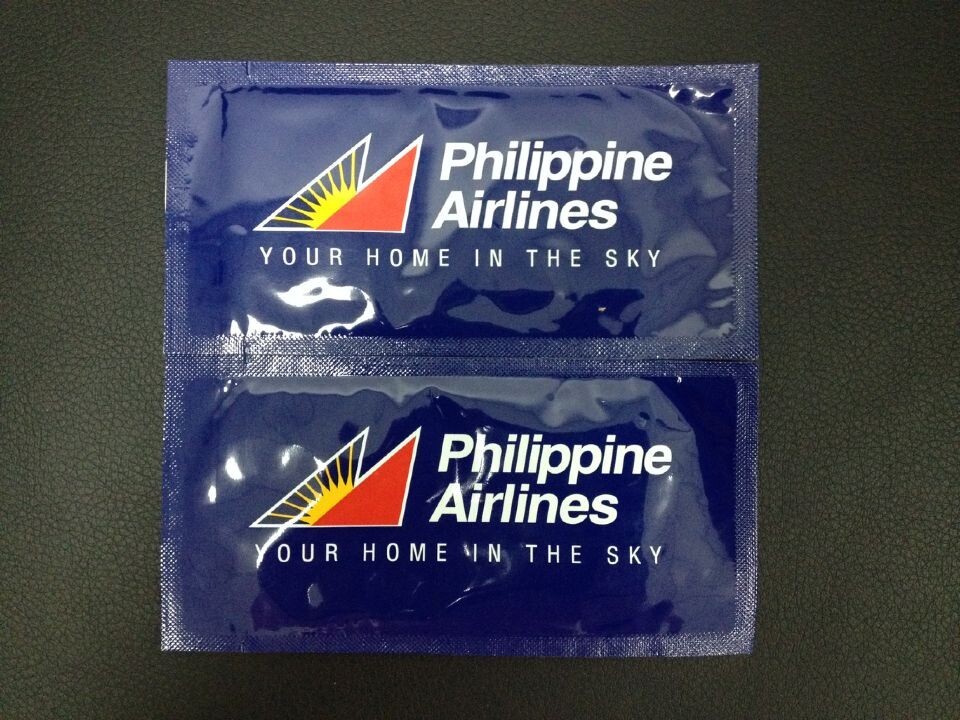 Philippine
Airlines
YOUR HOME IN THE SKY
Philippine
Airlines
YOUR HOME IN THE SKY